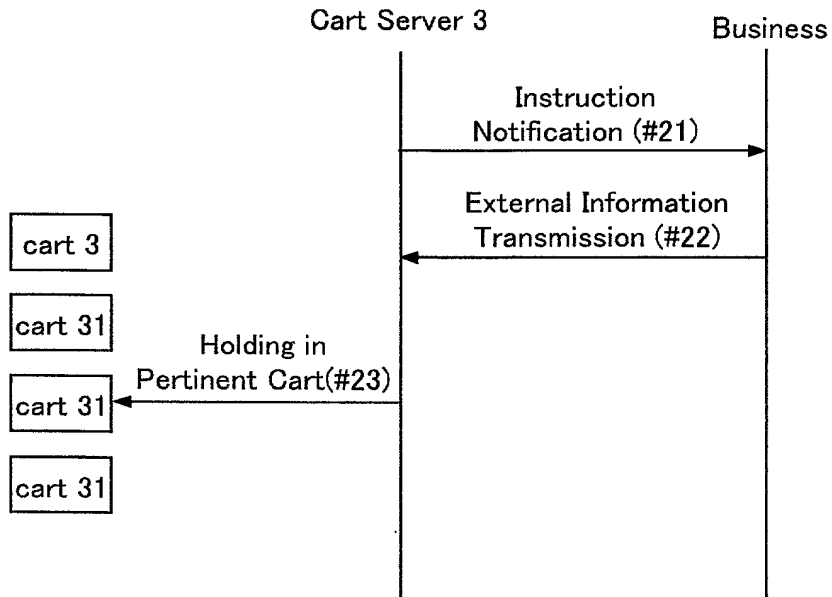 Cart Server 3
Business
Instruction
Notification (#21)
External Information
Transmission (#22)
cart 3
cart 31
Holding in
Pertinent Cart(#23)
cart 31
cart 31